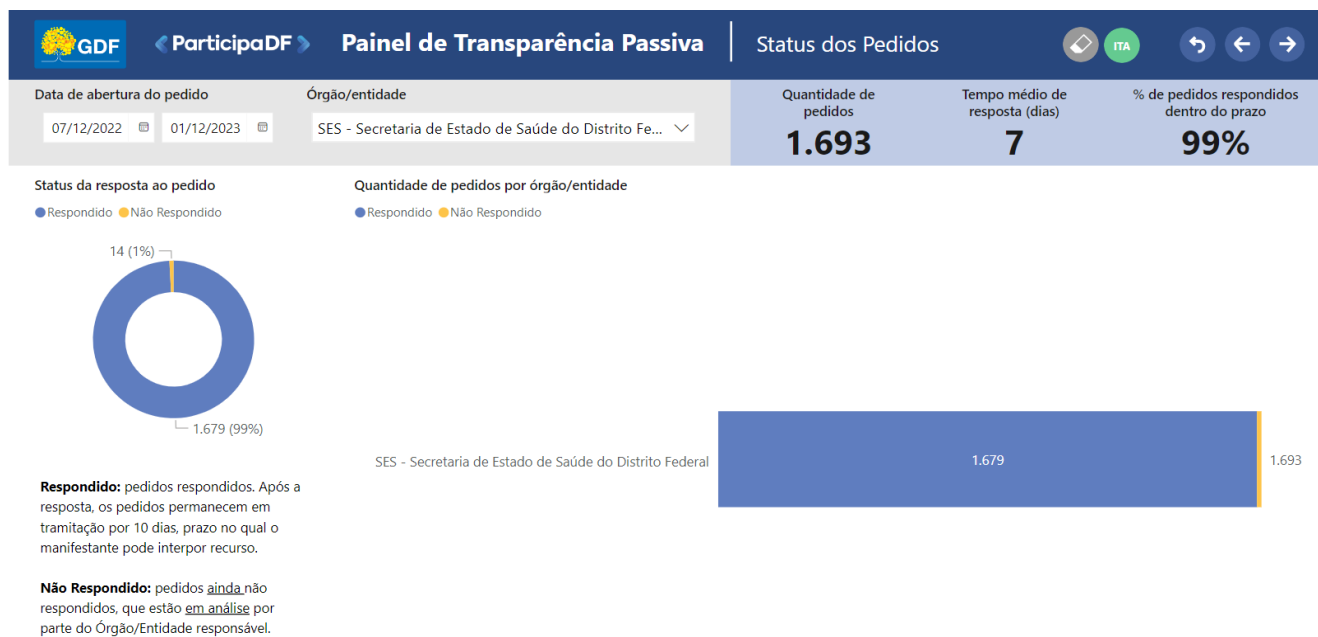 GDF
ParticipaDF
Painel de Transparência Passiva
Status dos Pedidos
ITA
Data de abertura do pedido
07/12/2022
01/12/2023
Órgão/entidade
SES - Secretaria de Estado de Saúde do Distrito Fe...
Quantidade de
pedidos
1.693
Tempo médio de
resposta (dias)
7
% de pedidos respondidos
dentro do prazo
99%
Status da resposta ao pedido
Respondido Não Respondido
14 (1%)
1.679 (99%)
Respondido: pedidos respondidos. Após a
resposta, os pedidos permanecem em
tramitação por 10 dias, prazo no qual o
manifestante pode interpor recurso.
Não Respondido: pedidos ainda não
respondidos, que estão em análise por
parte do Órgão/Entidade responsável.
Quantidade de pedidos por órgão/entidade
Respondido Não Respondido
SES - Secretaria de Estado de Saúde do Distrito Federal
1.679
1.693